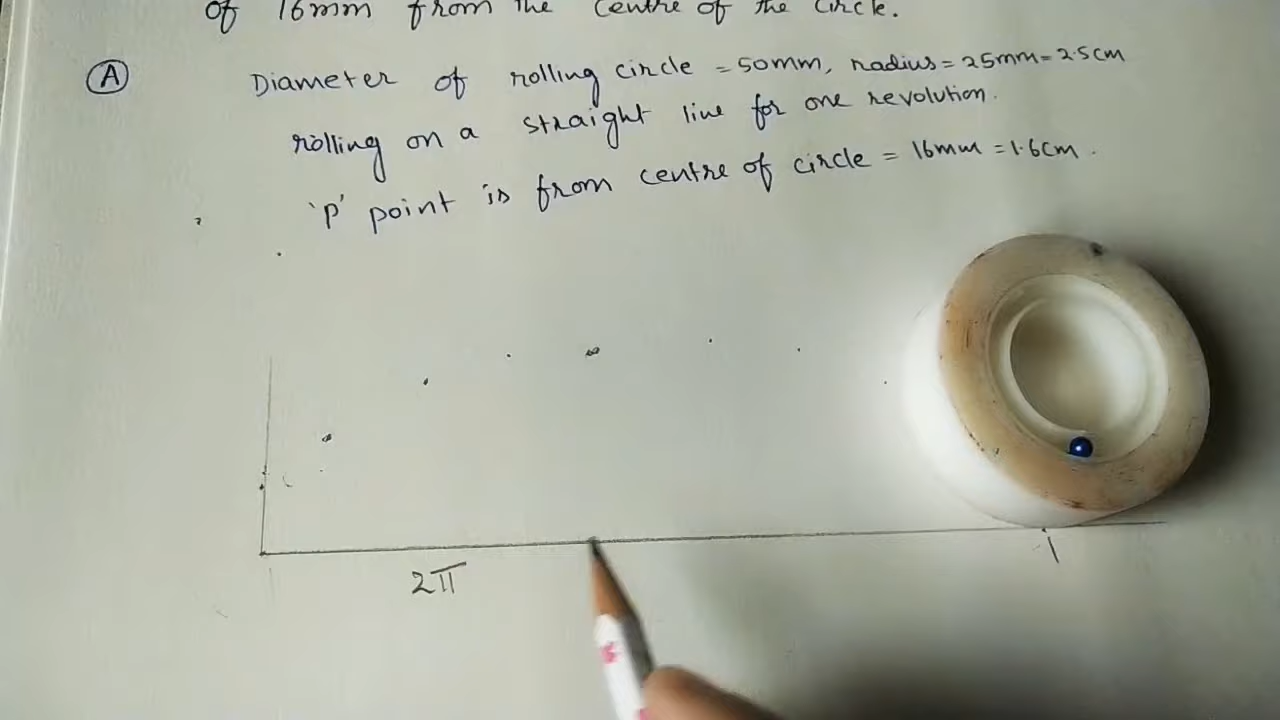 of 16mm from the centre of the circle.
A Diameter of rolling circle = 50mm, radius = 25mm = 2.5cm
rolling on a straight line for one revolution.
'P' point is from centre of circle = 16mm = 1.6cm.
2π